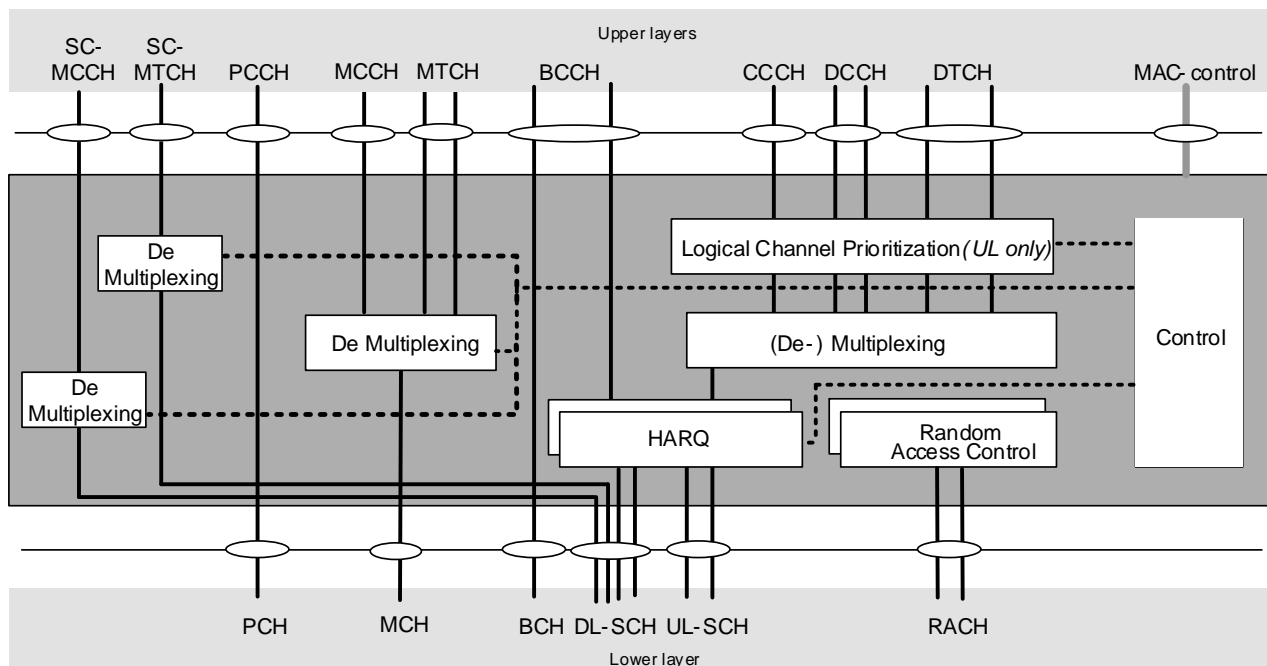 Upper layers
SC-
MCCH
SC-
MTCH
PCCH
MCCH
MTCH
BCCH
CCCH
DCCH
DTCH
MAC-control
De
Multiplexing
Logical Channel Prioritization (UL only)
De Multiplexing
(De-) Multiplexing
Control
De
Multiplexing
HARQ
Random
Access Control
PCH
MCH
BCH
DL-SCH
UL-SCH
RACH
Lower layer